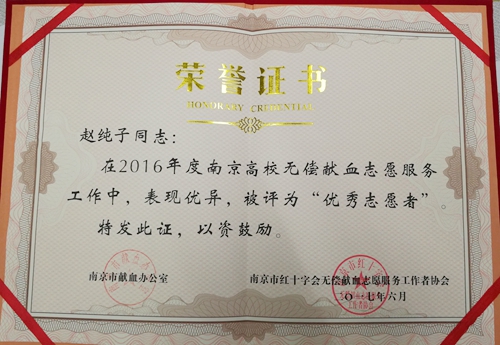 荣誉证书
HONORARY CREDENTIAL
赵纯子同志：
在2016年度南京高校无偿献血志愿服务
工作中，表现优异，被评为“优秀志愿者”。
特发此证，以资鼓励。
南京市献血办公室
南京市红十字会无偿献血志愿服务工作者协会
二〇一七年六月